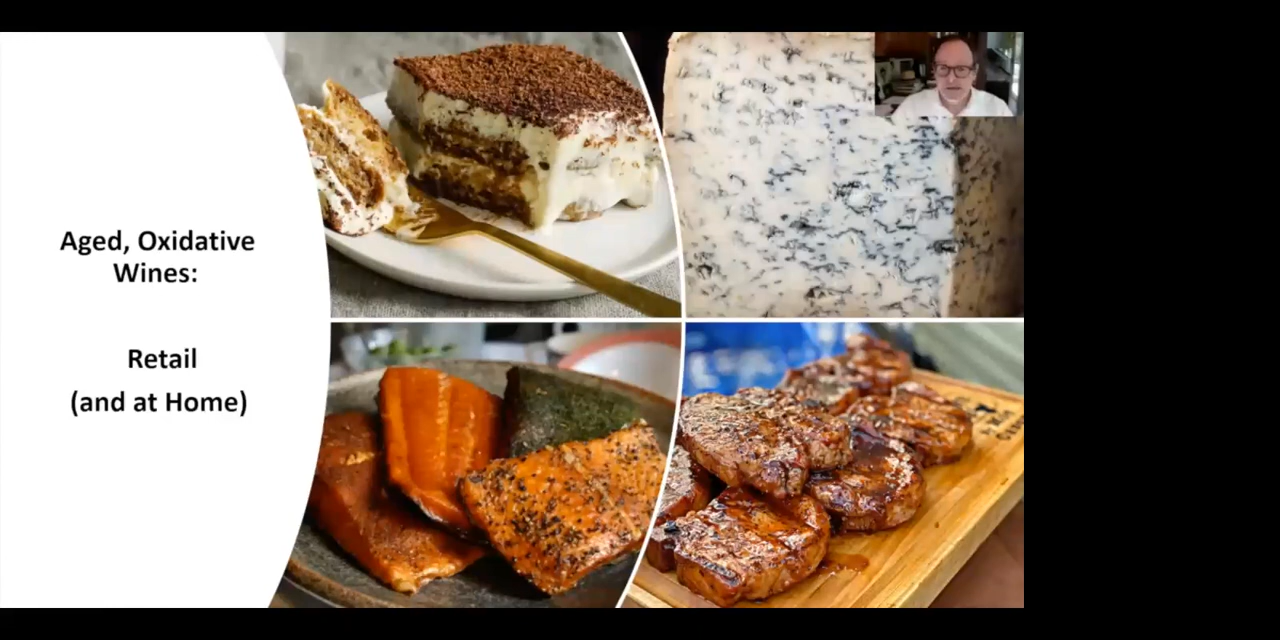 Aged, Oxidative
Wines:
Retail
(and at Home)